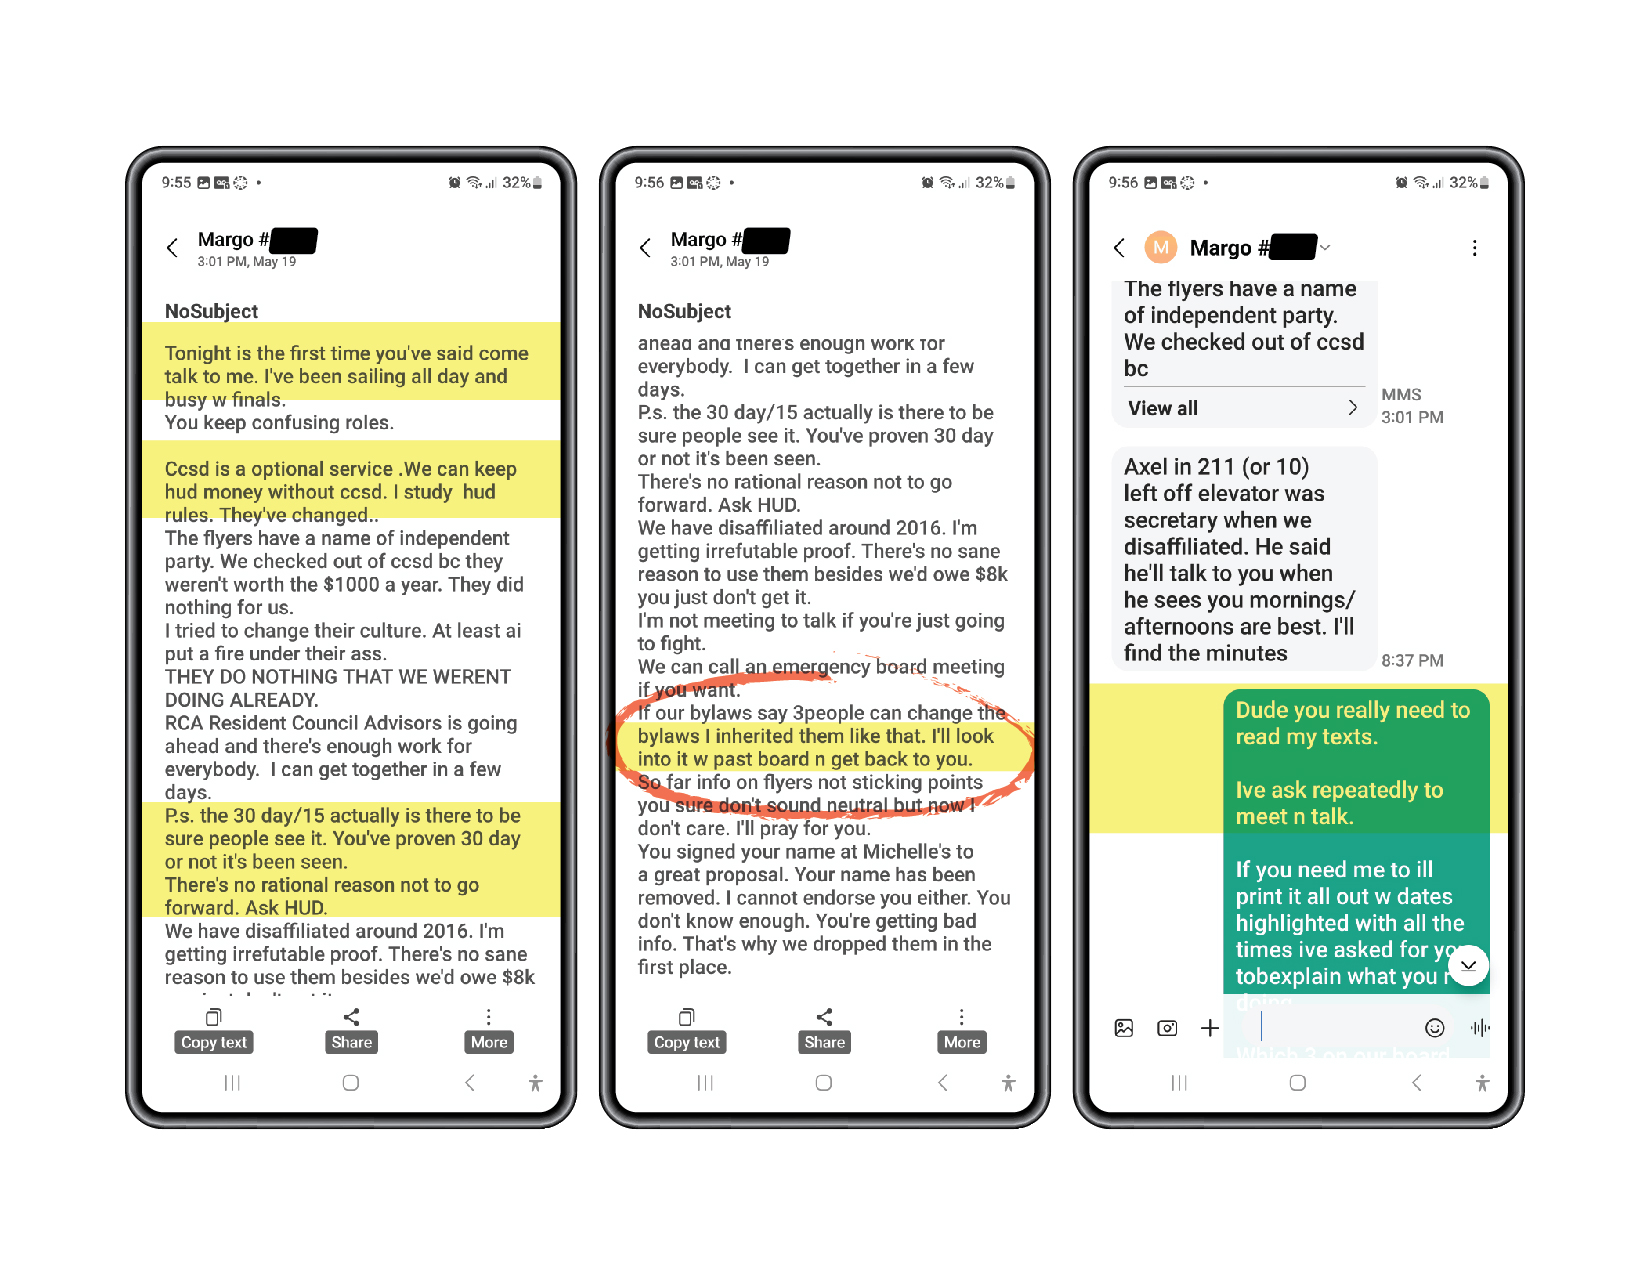 9:55
32%
Margo #
3:01 PM, May 19
NoSubject
Tonight is the first time you've said come
talk to me. I've been sailing all day and
busy w finals.
You keep confusing roles.
Ccsd is a optional service .We can keep
hud money without ccsd. I study hud
rules. They've changed..
The flyers have a name of independent
party. We checked out of ccsd bc they
weren't worth the $1000 a year. They did
nothing for us.
I tried to change their culture. At least ai
put a fire under their ass.
THEY DO NOTHING THAT WE WERENT
DOING ALREADY.
RCA Resident Council Advisors is going
ahead and there's enough work for
everybody. I can get together in a few
days.
P.s. the 30 day/15 actually is there to be
sure people see it. You've proven 30 day
or not it's been seen.
There's no rational reason not to go
forward. Ask HUD.
We have disaffiliated around 2016. I'm
getting irrefutable proof. There's no sane
reason to use them besides we'd owe $8k
Copy text
Share
More
9:56
32%
Margo #
3:01 PM, May 19
NoSubject
ahead and there's enough work for
everybody. I can get together in a few
days.
P.s. the 30 day/15 actually is there to be
sure people see it. You've proven 30 day
or not it's been seen.
There's no rational reason not to go
forward. Ask HUD.
We have disaffiliated around 2016. I'm
getting irrefutable proof. There's no sane
reason to use them besides we'd owe $8k
you just don't get it.
I'm not meeting to talk if you're just going
to fight.
We can call an emergency board meeting
if you want.
If our bylaws say 3people can change the
bylaws I inherited them like that. I'll look
into it w past board n get back to you.
So far info on flyers not sticking points
you sure don't sound neutral but now I
don't care. I'll pray for you.
You signed your name at Michelle's to
a great proposal. Your name has been
removed. I cannot endorse you either. You
don't know enough. You're getting bad
info. That's why we dropped them in the
first place.
Copy text
Share
More
9:56
32%
M
Margo #
The flyers have a name
of independent party.
We checked out of ccsd
bc
View all
MMS
3:01 PM
Axel in 211 (or 10)
left off elevator was
secretary when we
disaffiliated. He said
he'll talk to you when
he sees you mornings/
afternoons are best. I'll
find the minutes
8:37 PM
Dude you really need to
read my texts.
Ive ask repeatedly to
meet n talk.
If you need me to ill
print it all out w dates
highlighted with all the
times ive asked for you
tobexplain what you r
doing
Which 3 on our board